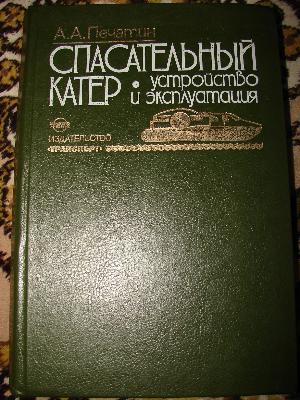 А.А.Печатин
СПАСАТЕЛЬНЫЙ
КАТЕР • устройство
и эксплуатация
ИЗДАТЕЛЬСТВО
«ТРАНСПОРТ»